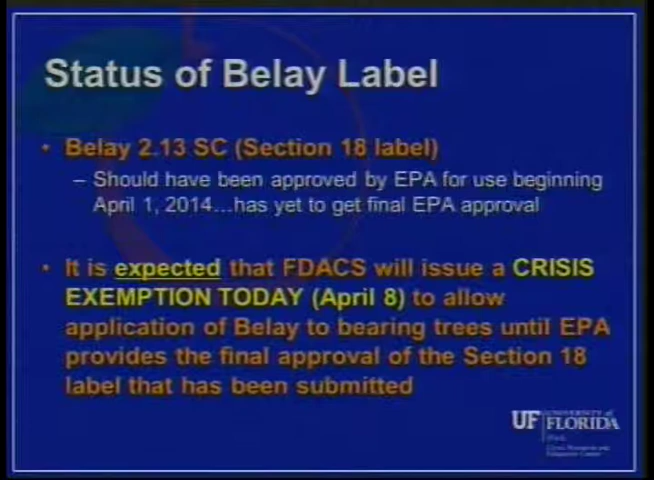 Status of Belay Label
• Belay 2.13 SC (Section 18 label)
– Should have been approved by EPA for use beginning
April 1, 2014...has yet to get final EPA approval
• It is expected that FDACS will issue a CRISIS
EXEMPTION TODAY (April 8) to allow
application of Belay to bearing trees until EPA
provides the final approval of the Section 18
label that has been submitted
UF UNIVERSITY of
FLORIDA